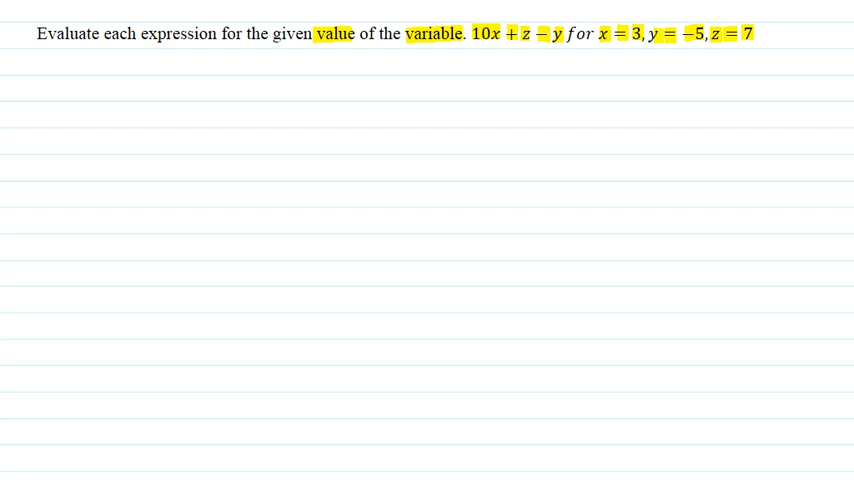 Evaluate each expression for the given value of the variable. 10x + z − y for x = 3, y = −5, z = 7